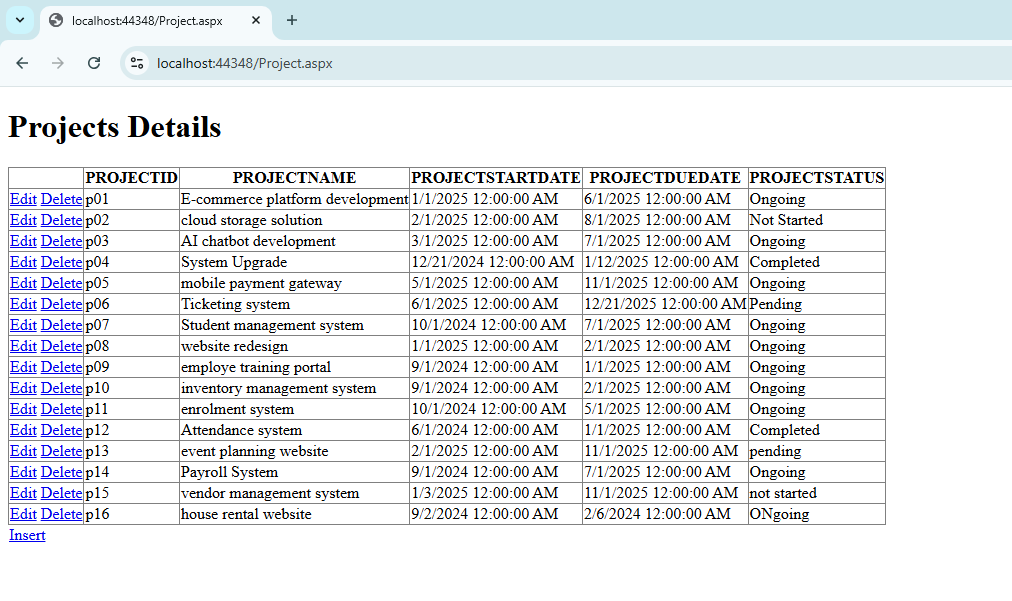 localhost:44348/Project.aspx
localhost:44348/Project.aspx
Projects Details
PROJECTID PROJECTNAME PROJECTSTARTDATE PROJECTDUEDATE PROJECTSTATUS
Edit Delete p01 E-commerce platform development 1/1/2025 12:00:00 AM 6/1/2025 12:00:00 AM Ongoing
Edit Delete p02 cloud storage solution 2/1/2025 12:00:00 AM 8/1/2025 12:00:00 AM Not Started
Edit Delete p03 AI chatbot development 3/1/2025 12:00:00 AM 7/1/2025 12:00:00 AM Ongoing
Edit Delete p04 System Upgrade 12/21/2024 12:00:00 AM 1/12/2025 12:00:00 AM Completed
Edit Delete p05 mobile payment gateway 5/1/2025 12:00:00 AM 11/1/2025 12:00:00 AM Ongoing
Edit Delete p06 Ticketing system 6/1/2025 12:00:00 AM 12/21/2025 12:00:00 AM Pending
Edit Delete p07 Student management system 10/1/2024 12:00:00 AM 7/1/2025 12:00:00 AM Ongoing
Edit Delete p08 website redesign 1/1/2025 12:00:00 AM 2/1/2025 12:00:00 AM Ongoing
Edit Delete p09 employe training portal 9/1/2024 12:00:00 AM 1/1/2025 12:00:00 AM Ongoing
Edit Delete p10 inventory management system 9/1/2024 12:00:00 AM 2/1/2025 12:00:00 AM Ongoing
Edit Delete p11 enrolment system 10/1/2024 12:00:00 AM 5/1/2025 12:00:00 AM Ongoing
Edit Delete p12 Attendance system 6/1/2024 12:00:00 AM 1/1/2025 12:00:00 AM Completed
Edit Delete p13 event planning website 2/1/2025 12:00:00 AM 11/1/2025 12:00:00 AM pending
Edit Delete p14 Payroll System 9/1/2024 12:00:00 AM 7/1/2025 12:00:00 AM Ongoing
Edit Delete p15 vendor management system 1/3/2025 12:00:00 AM 11/1/2025 12:00:00 AM not started
Edit Delete p16 house rental website 9/2/2024 12:00:00 AM 2/6/2024 12:00:00 AM ONgoing
Insert